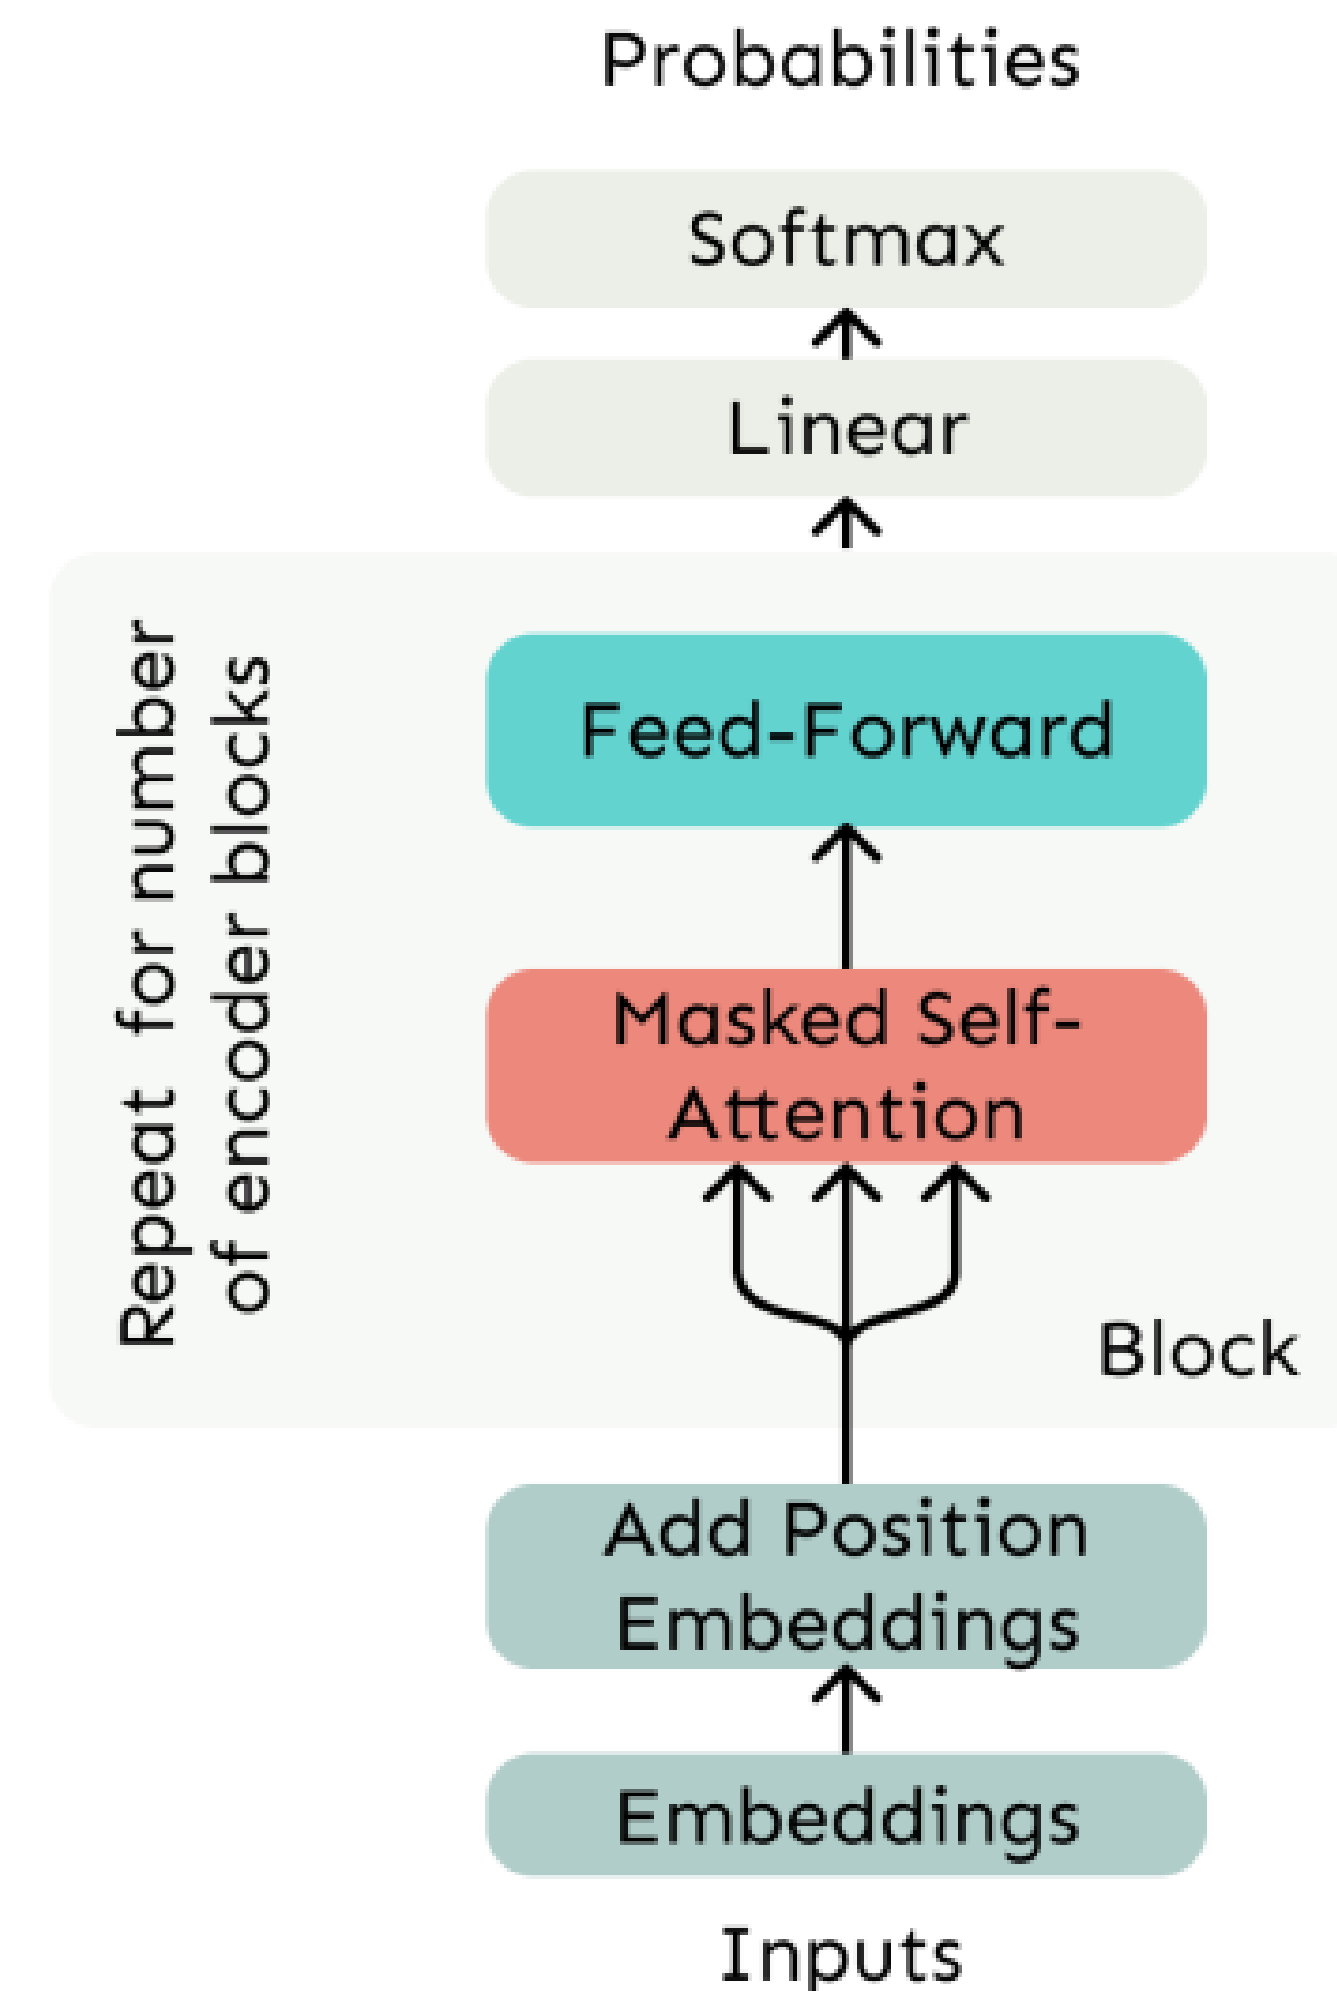 Probabilities
Softmax
Linear
Repeat for number
of encoder blocks
Feed-Forward
Masked Self-
Attention
Block
Add Position
Embeddings
Embeddings
Inputs